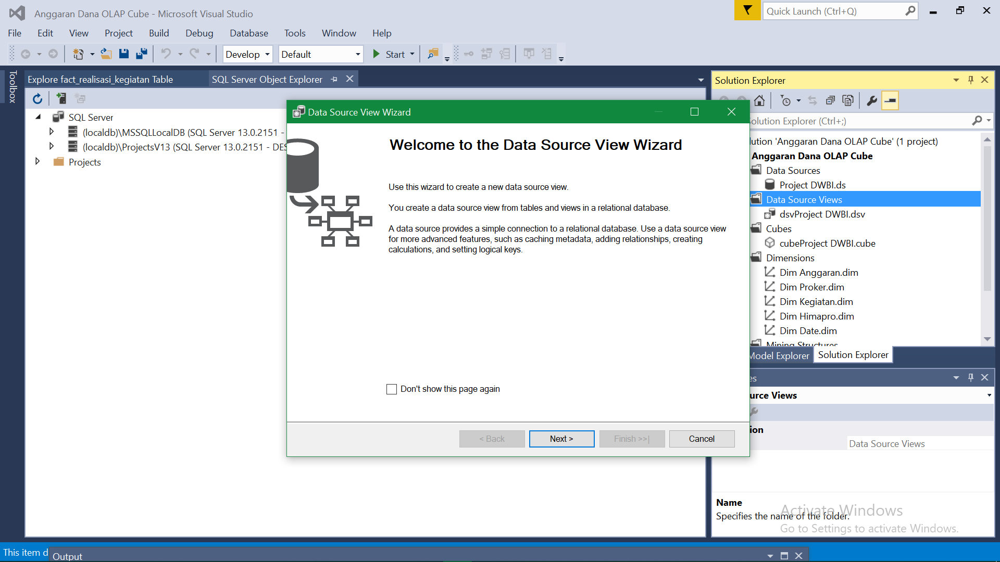 Anggaran Dana OLAP Cube - Microsoft Visual Studio
Quick Launch (Ctrl+Q)
File Edit View Project Build Debug Database Tools Window Help
Develop Default Start
Toolbox
Explore fact_realisasi_kegiatan Table
SQL Server Object Explorer
SQL Server
(localdb)\MSSQLLocalDB (SQL Server 13.0.2151 -
(localdb)\ProjectsV13 (SQL Server 13.0.2151 - DES
Projects
Data Source View Wizard
Welcome to the Data Source View Wizard
Use this wizard to create a new data source view.
You create a data source view from tables and views in a relational database.
A data source provides a simple connection to a relational database. Use a data source view
for more advanced features, such as caching metadata, adding relationships, creating
calculations, and setting logical keys.
Don't show this page again
< Back
Next >
Finish >>|
Cancel
Solution Explorer
olution Explorer (Ctrl+;)
lution 'Anggaran Dana OLAP Cube' (1 project)
Anggaran Dana OLAP Cube
Data Sources
Project DWBI.ds
Data Source Views
dsvProject DWBI.dsv
Cubes
cubeProject DWBI.cube
Dimensions
Dim Anggaran.dim
Dim Proker.dim
Dim Kegiatan.dim
Dim Himapro.dim
Dim Date.dim
Mining Structures
Model Explorer
Solution Explorer
es
urce Views
ion
Data Source Views
Name
Specifies the name of the folder.
Activate Windows
Go to Settings to activate Windows.
This item d
Output